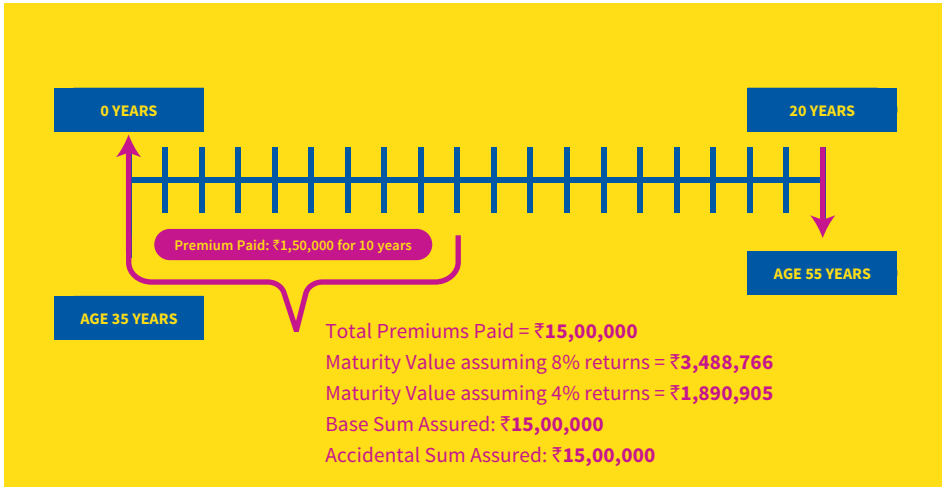 0 YEARS
20 YEARS
Premium Paid: ₹1,50,000 for 10 years
AGE 55 YEARS
AGE 35 YEARS
Total Premiums Paid = ₹15,00,000
Maturity Value assuming 8% returns = ₹3,488,766
Maturity Value assuming 4% returns = ₹1,890,905
Base Sum Assured: ₹15,00,000
Accidental Sum Assured: ₹15,00,000